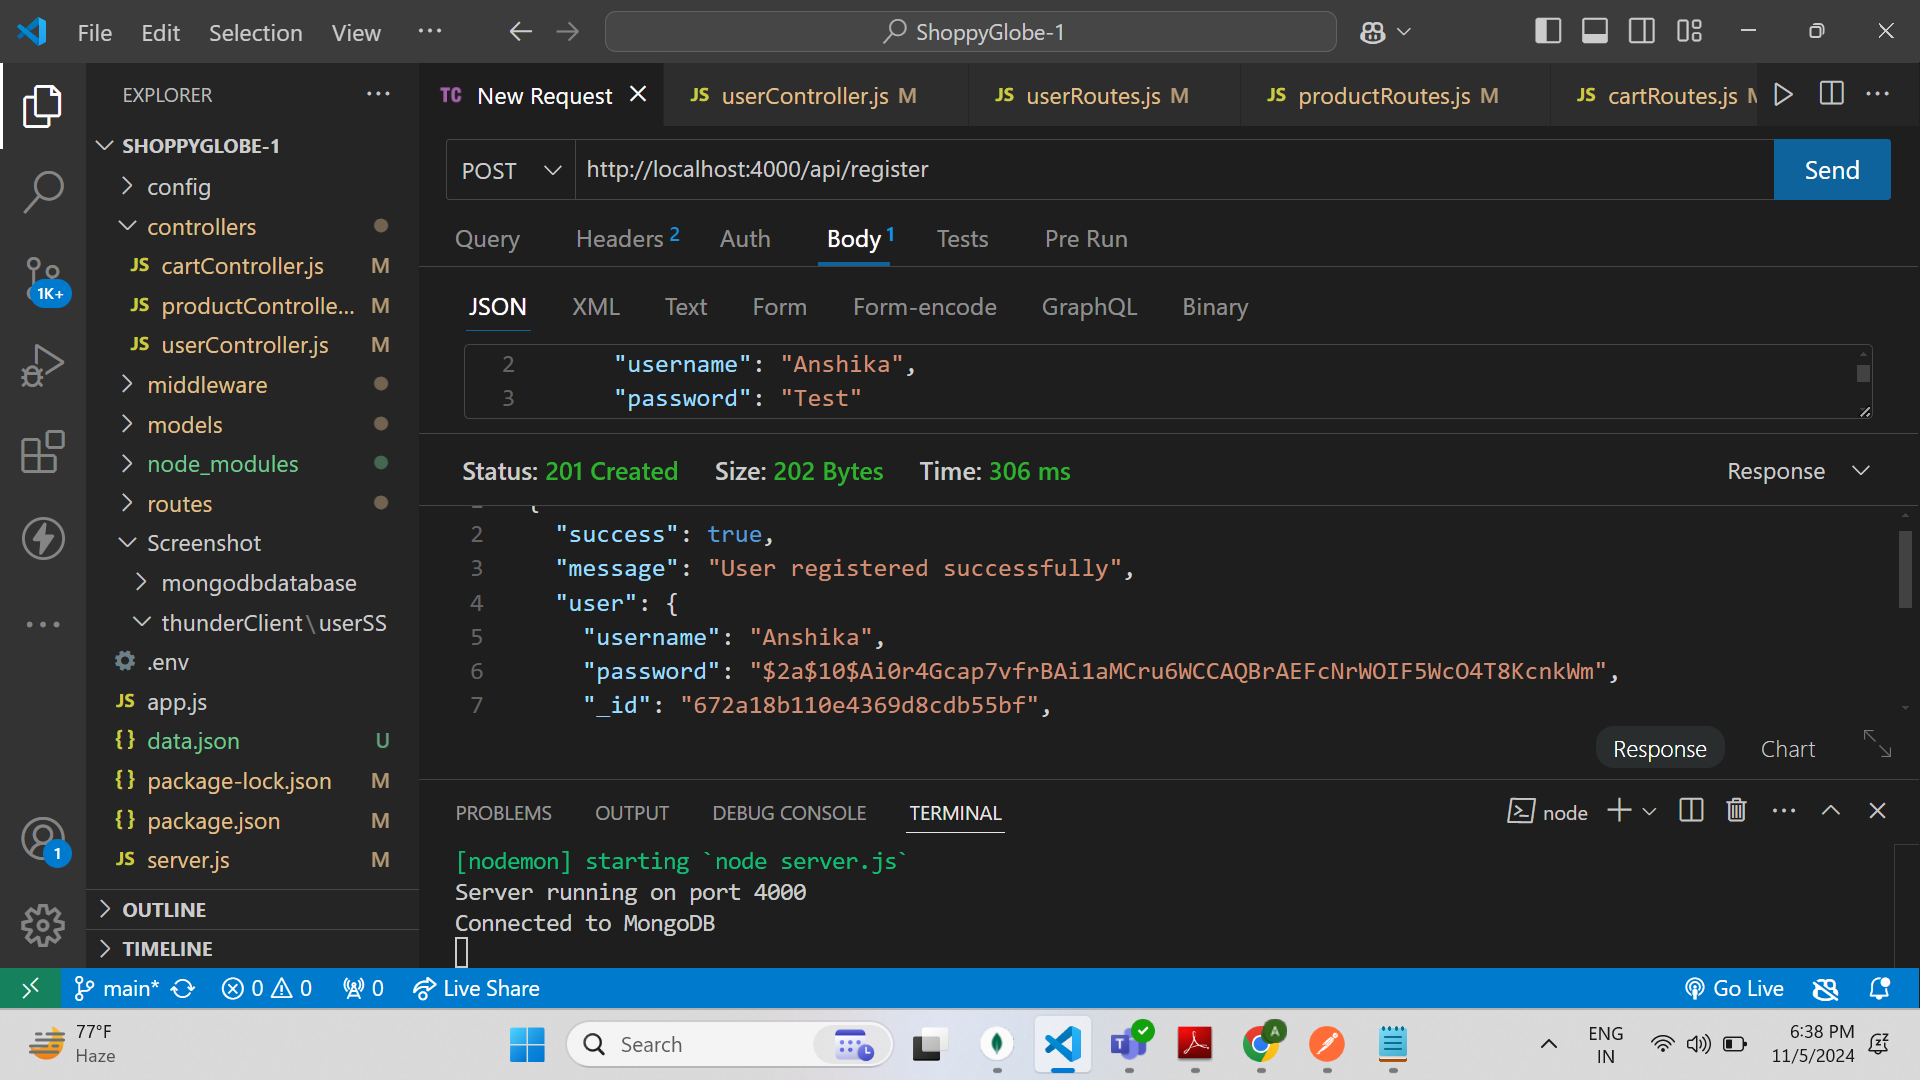 File Edit Selection View ··· ShoppyGlobe-1
EXPLORER ···
SHOPPYGLOBE-1
config
controllers
JS cartController.js M
JS productControlle... M
JS userController.js M
middleware
models
node_modules
routes
Screenshot
mongodbdatabase
thunderClient\userSS
.env
JS app.js
{} data.json U
{} package-lock.json M
{} package.json M
JS server.js M
OUTLINE
TIMELINE
1K+
1
TC New Request JS userController.js M JS userRoutes.js M JS productRoutes.js M JS cartRoutes.js M
POST http://localhost:4000/api/register Send
Query Headers 2 Auth Body 1 Tests Pre Run
JSON XML Text Form Form-encode GraphQL Binary
2 "username": "Anshika",
3 "password": "Test"
Status: 201 Created Size: 202 Bytes Time: 306 ms Response
2 "success": true,
3 "message": "User registered successfully",
4 "user": {
5 "username": "Anshika",
6 "password": "$2a$10$Ai0r4Gcap7vfrBAi1aMCru6WCCAQBrAEFcNrWOIF5WcO4T8KcnkWm",
7 "_id": "672a18b110e4369d8cdb55bf",
Response Chart
PROBLEMS OUTPUT DEBUG CONSOLE TERMINAL node
[nodemon] starting `node server.js`
Server running on port 4000
Connected to MongoDB
main* 0 0 0 Live Share Go Live
77°F
Haze
Search
T
A
ENG
IN
6:38 PM
11/5/2024